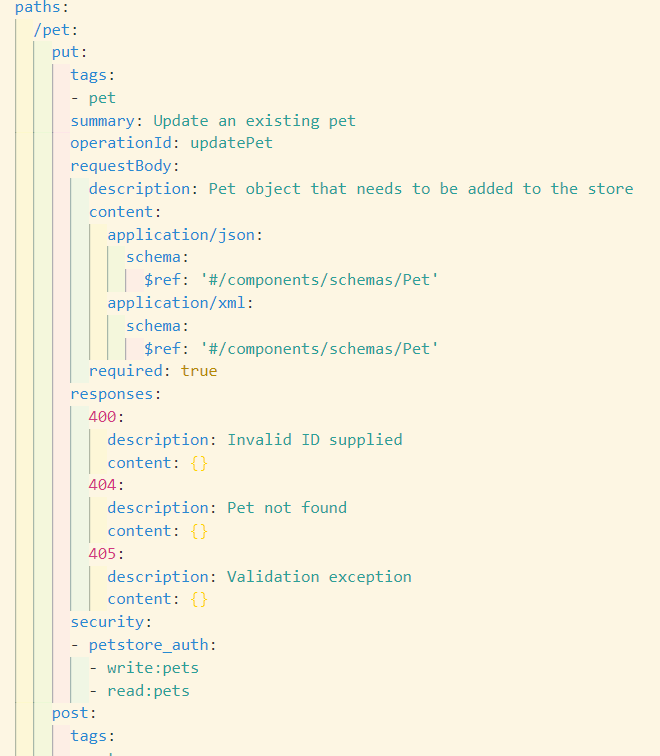 paths:
  /pet:
    put:
      tags:
      - pet
      summary: Update an existing pet
      operationId: updatePet
      requestBody:
        description: Pet object that needs to be added to the store
        content:
          application/json:
            schema:
              $ref: '#/components/schemas/Pet'
          application/xml:
            schema:
              $ref: '#/components/schemas/Pet'
        required: true
      responses:
        400:
          description: Invalid ID supplied
          content: {}
        404:
          description: Pet not found
          content: {}
        405:
          description: Validation exception
          content: {}
      security:
      - petstore_auth:
        - write:pets
        - read:pets
    post:
      tags: